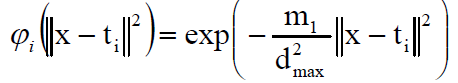 φᵢ(‖x − tᵢ‖²) = exp(− m₁/d²ₘₐₓ ‖x − tᵢ‖²)